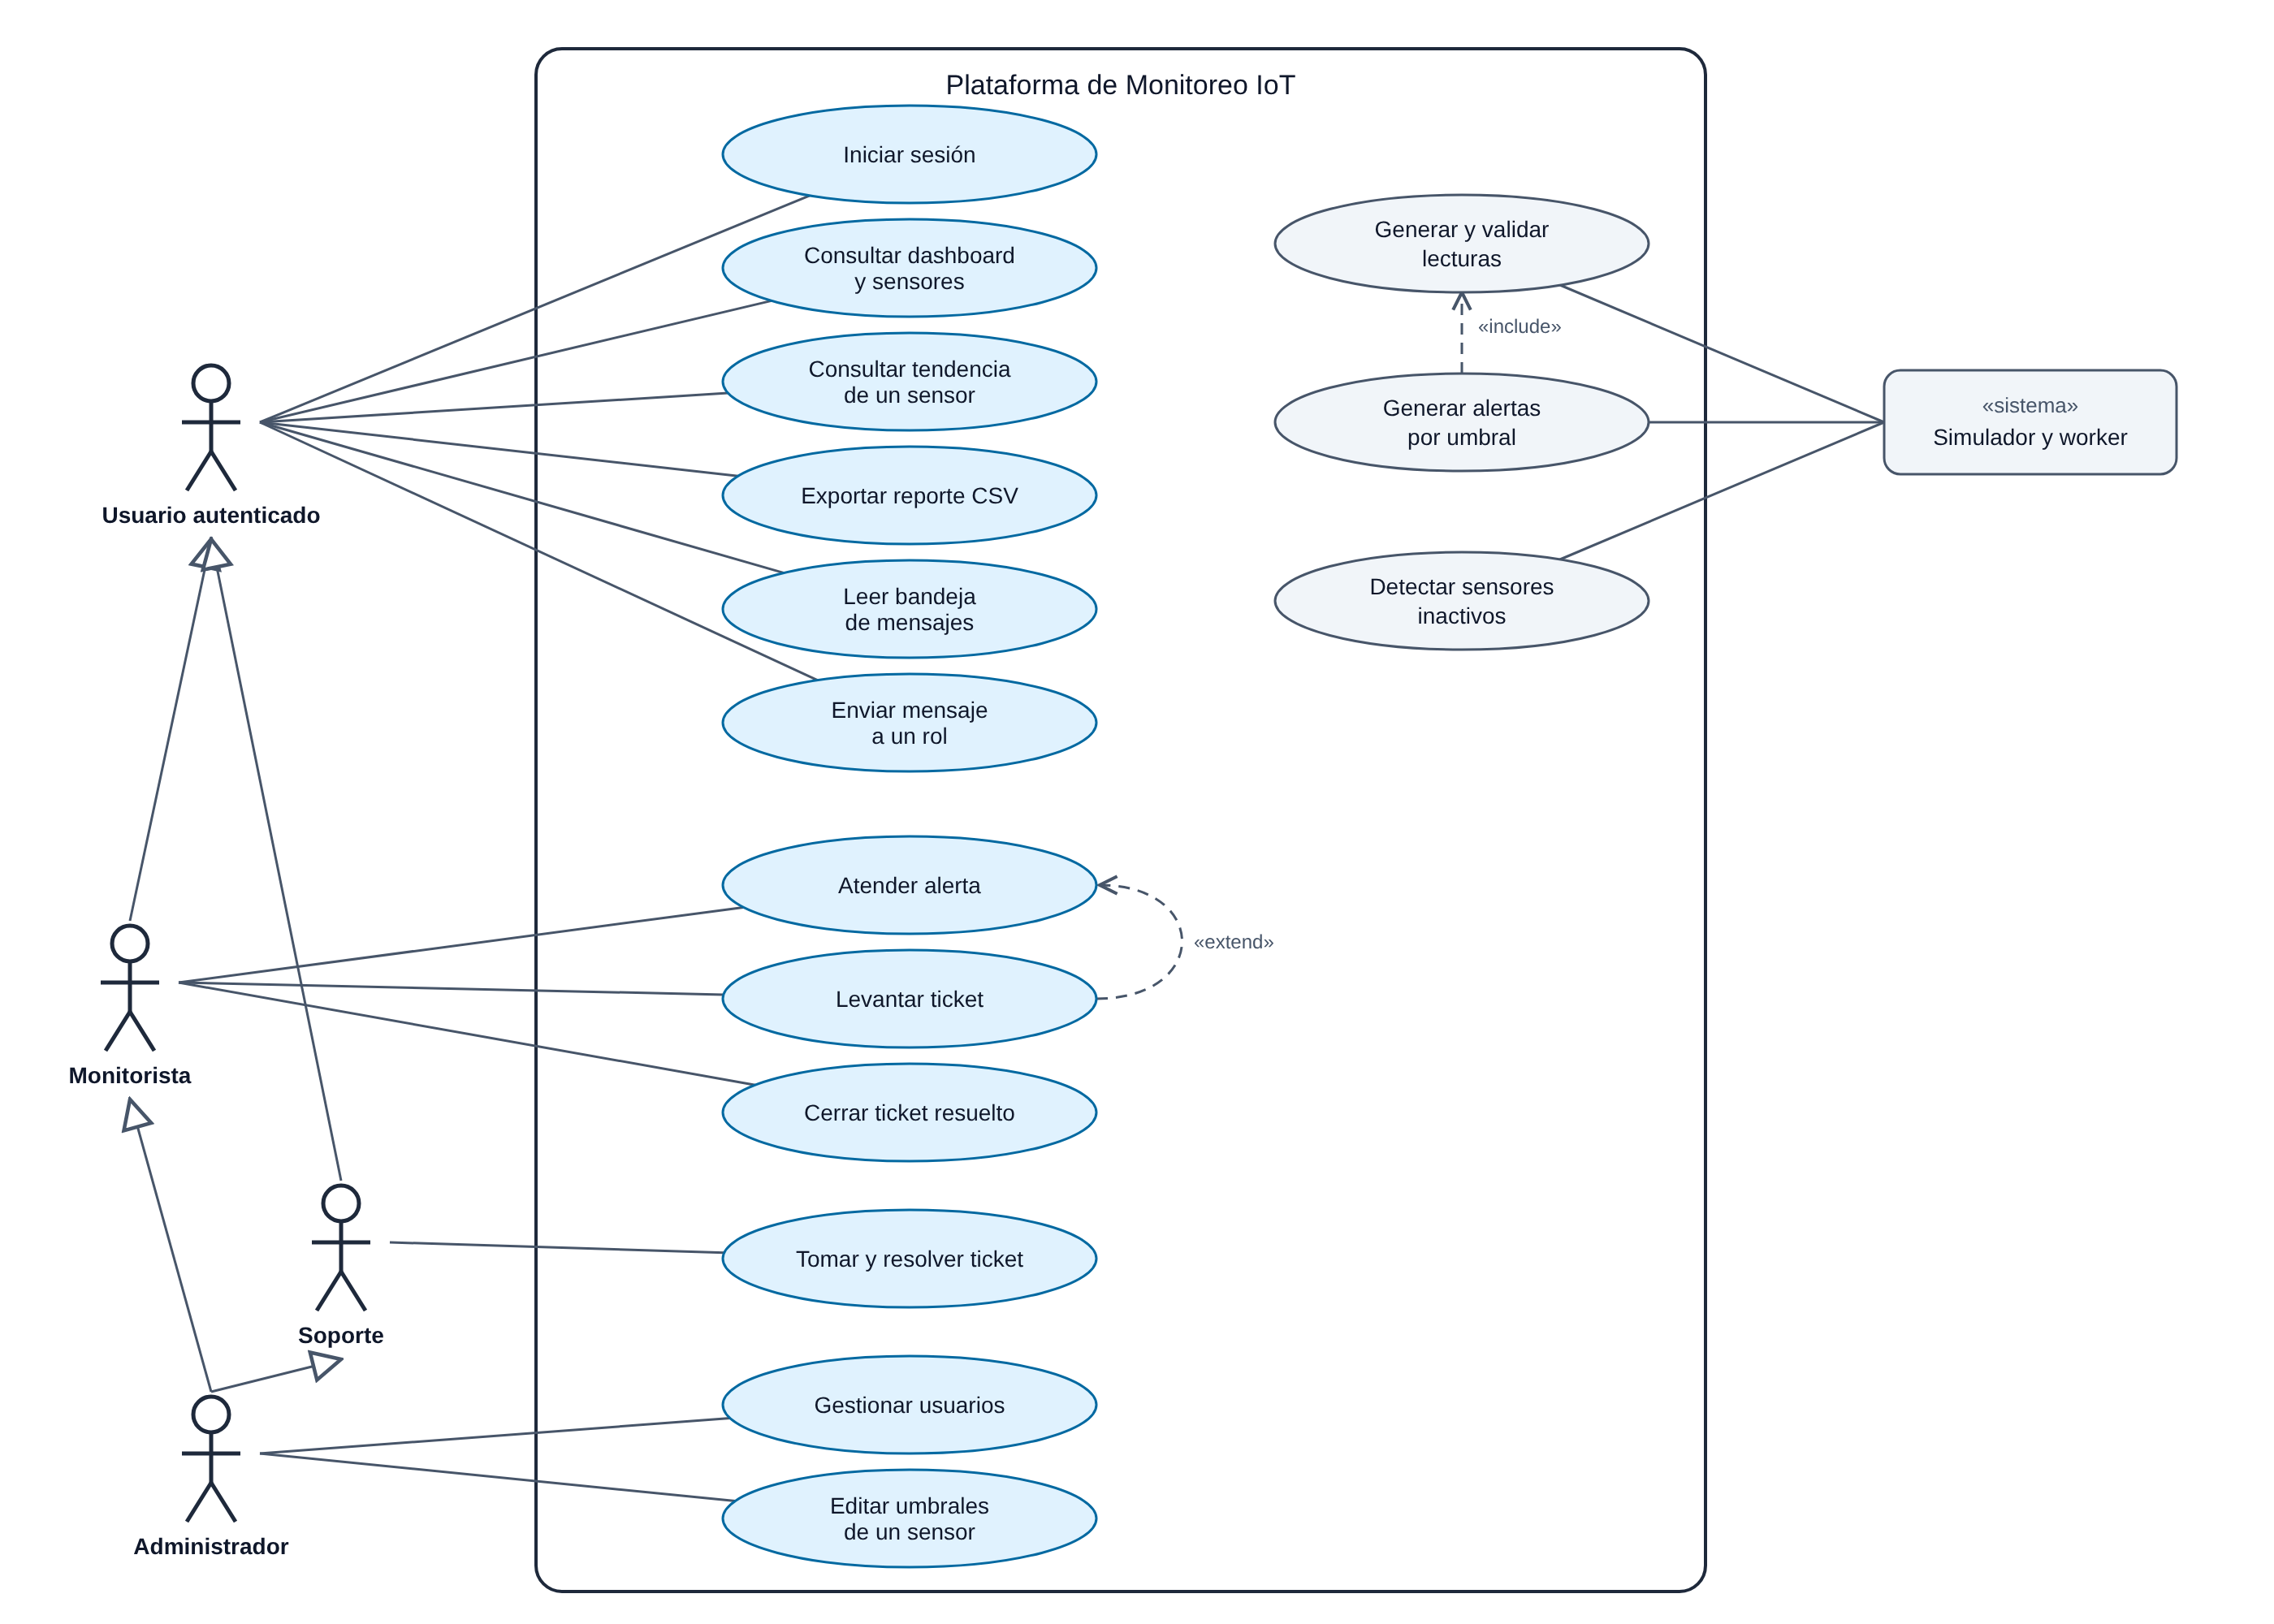 Plataforma de Monitoreo IoT
Iniciar sesión
Consultar dashboard
y sensores
Consultar tendencia
de un sensor
Exportar reporte CSV
Leer bandeja
de mensajes
Enviar mensaje
a un rol
Generar y validar
lecturas
«include»
Generar alertas
por umbral
Detectar sensores
inactivos
«sistema»
Simulador y worker
Usuario autenticado
Atender alerta
«extend»
Levantar ticket
Cerrar ticket resuelto
Monitorista
Tomar y resolver ticket
Soporte
Gestionar usuarios
Editar umbrales
de un sensor
Administrador